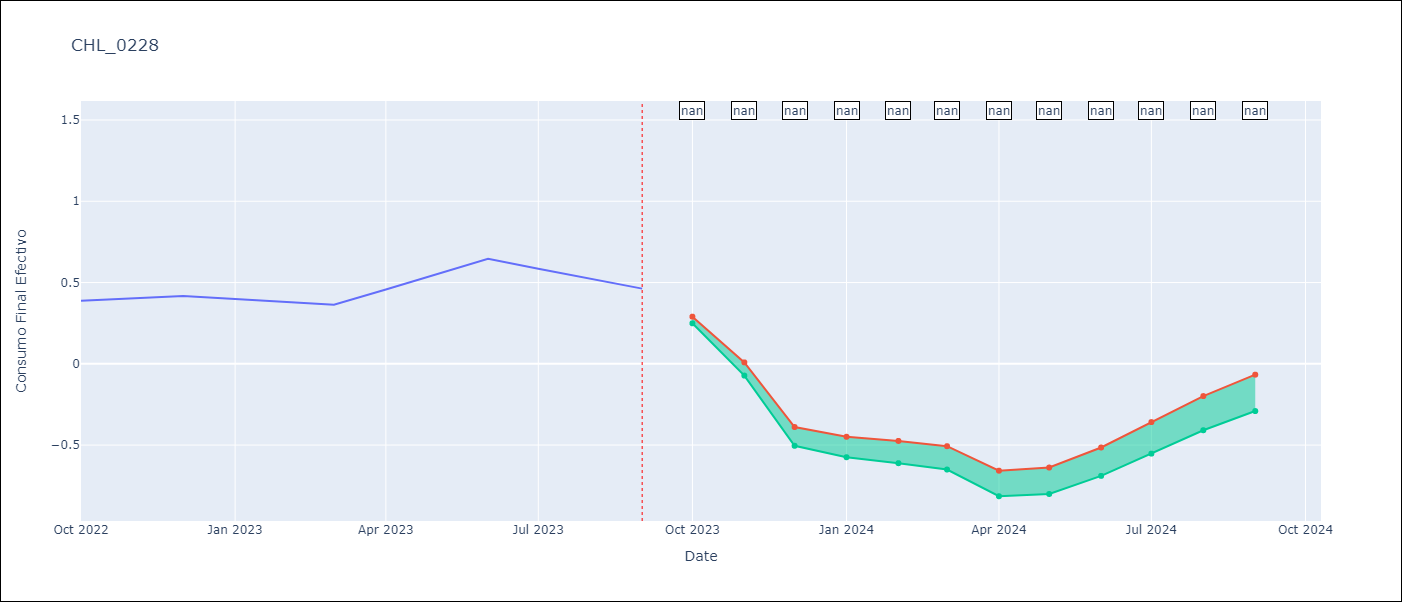 CHL_0228
nan nan nan nan nan nan nan nan nan nan nan nan
1.5
1
0.5
0
−0.5
Consumo Final Efectivo
Oct 2022 Jan 2023 Apr 2023 Jul 2023 Oct 2023 Jan 2024 Apr 2024 Jul 2024 Oct 2024
Date